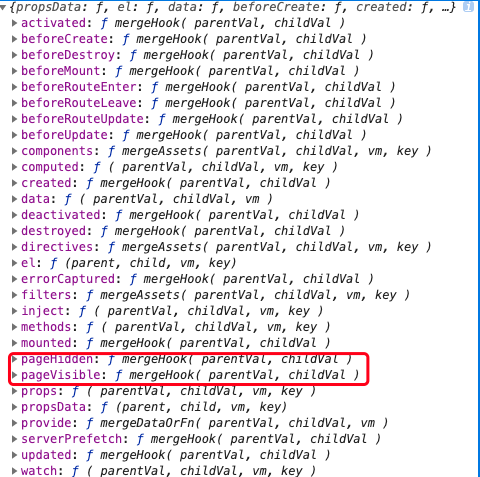 ▼{propsData: ƒ, el: ƒ, data: ƒ, beforeCreate: ƒ, created: ƒ, …} i
▶ activated: ƒ mergeHook( parentVal, childVal )
▶ beforeCreate: ƒ mergeHook( parentVal, childVal )
▶ beforeDestroy: ƒ mergeHook( parentVal, childVal )
▶ beforeMount: ƒ mergeHook( parentVal, childVal )
▶ beforeRouteEnter: ƒ mergeHook( parentVal, childVal )
▶ beforeRouteLeave: ƒ mergeHook( parentVal, childVal )
▶ beforeRouteUpdate: ƒ mergeHook( parentVal, childVal )
▶ beforeUpdate: ƒ mergeHook( parentVal, childVal )
▶ components: ƒ mergeAssets( parentVal, childVal, vm, key )
▶ computed: ƒ ( parentVal, childVal, vm, key )
▶ created: ƒ mergeHook( parentVal, childVal )
▶ data: ƒ ( parentVal, childVal, vm )
▶ deactivated: ƒ mergeHook( parentVal, childVal )
▶ destroyed: ƒ mergeHook( parentVal, childVal )
▶ directives: ƒ mergeAssets( parentVal, childVal, vm, key )
▶ el: ƒ (parent, child, vm, key)
▶ errorCaptured: ƒ mergeHook( parentVal, childVal )
▶ filters: ƒ mergeAssets( parentVal, childVal, vm, key )
▶ inject: ƒ ( parentVal, childVal, vm, key )
▶ methods: ƒ ( parentVal, childVal, vm, key )
▶ mounted: ƒ mergeHook( parentVal, childVal )
▶ pageHidden: ƒ mergeHook( parentVal, childVal )
▶ pageVisible: ƒ mergeHook( parentVal, childVal )
▶ props: ƒ ( parentVal, childVal, vm, key )
▶ propsData: ƒ (parent, child, vm, key)
▶ provide: ƒ mergeDataOrFn( parentVal, childVal, vm )
▶ serverPrefetch: ƒ mergeHook( parentVal, childVal )
▶ updated: ƒ mergeHook( parentVal, childVal )
▶ watch: ƒ ( parentVal, childVal, vm, key )